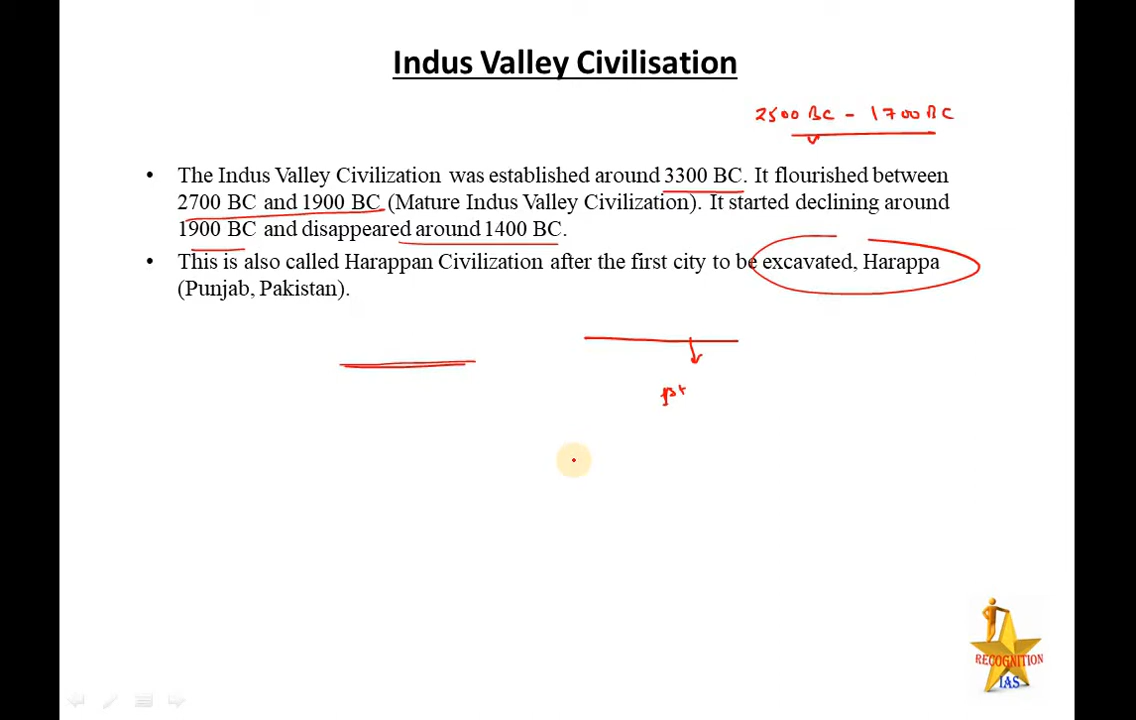 Indus Valley Civilisation
2500 BC - 1700 BC
• The Indus Valley Civilization was established around 3300 BC. It flourished between
2700 BC and 1900 BC (Mature Indus Valley Civilization). It started declining around
1900 BC and disappeared around 1400 BC.
• This is also called Harappan Civilization after the first city to be excavated, Harappa
(Punjab, Pakistan).
RECOGNITION
IAS